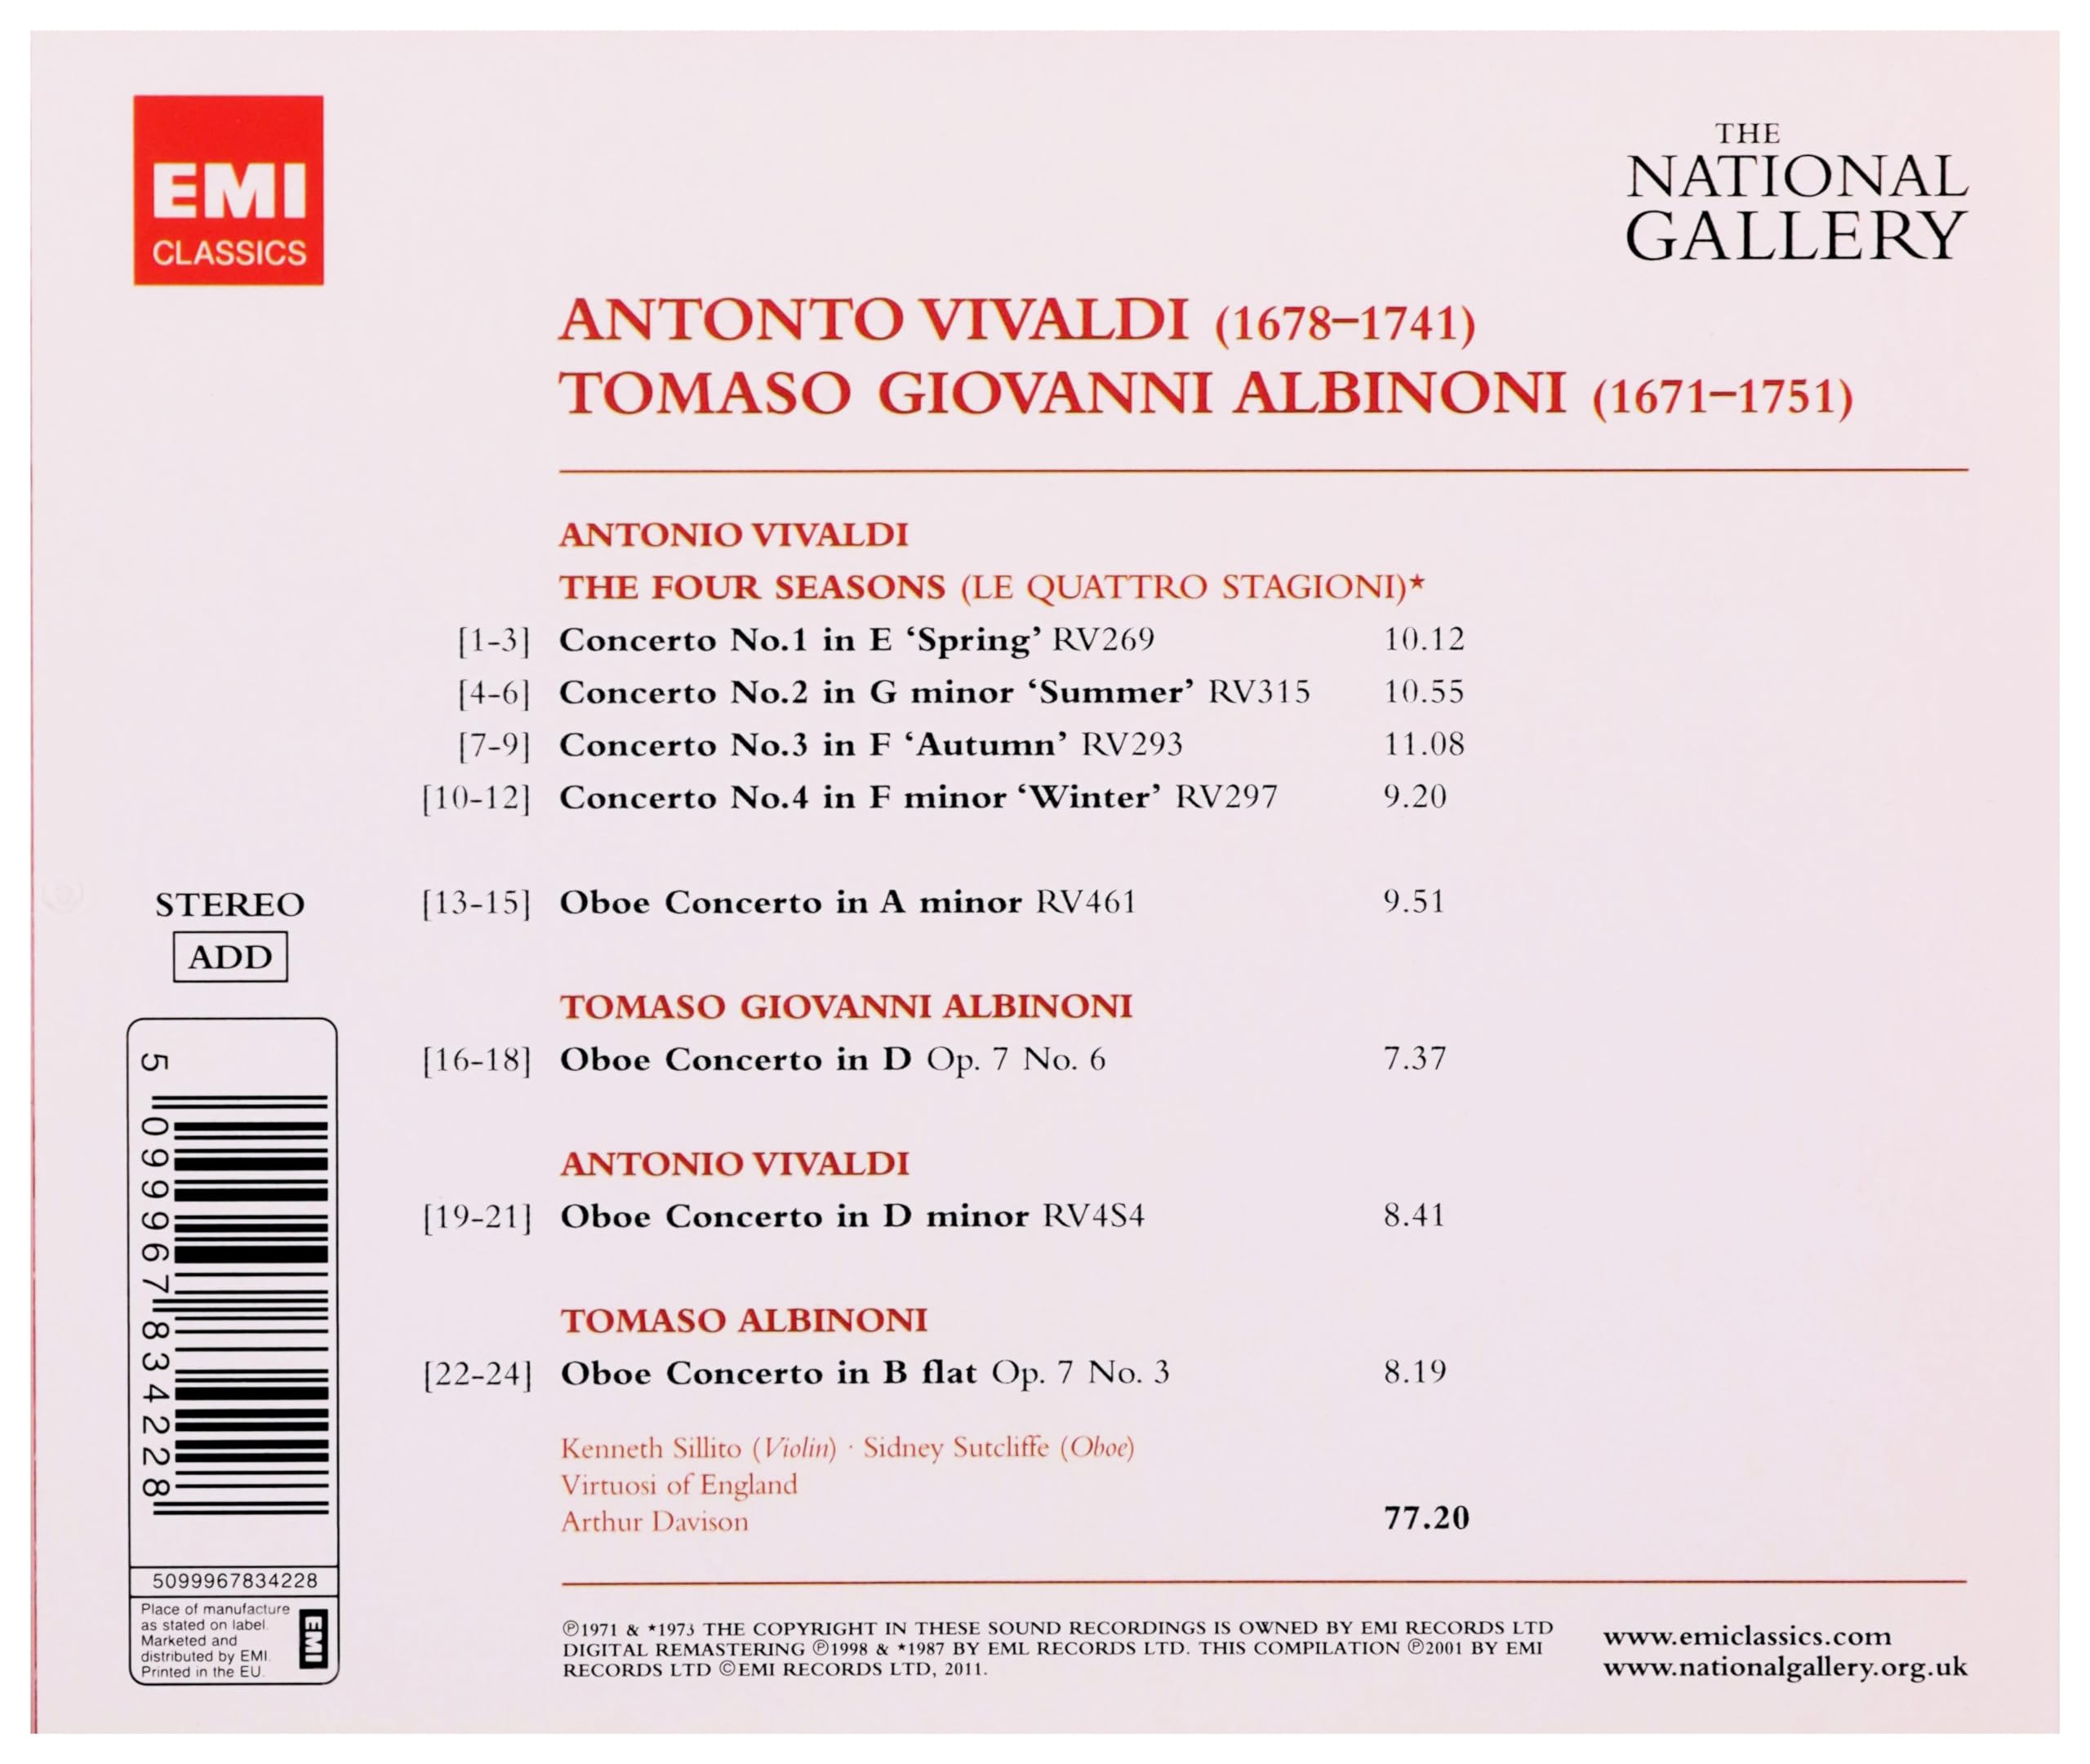 EMI
CLASSICS
THE
NATIONAL
GALLERY
ANTONTO VIVALDI (1678–1741)
TOMASO GIOVANNI ALBINONI (1671–1751)
ANTONIO VIVALDI
THE FOUR SEASONS (LE QUATTRO STAGIONI)*
[1-3] Concerto No.1 in E ‘Spring’ RV269 10.12
[4-6] Concerto No.2 in G minor ‘Summer’ RV315 10.55
[7-9] Concerto No.3 in F ‘Autumn’ RV293 11.08
[10-12] Concerto No.4 in F minor ‘Winter’ RV297 9.20
[13-15] Oboe Concerto in A minor RV461 9.51
TOMASO GIOVANNI ALBINONI
[16-18] Oboe Concerto in D Op. 7 No. 6 7.37
ANTONIO VIVALDI
[19-21] Oboe Concerto in D minor RV4S4 8.41
TOMASO ALBINONI
[22-24] Oboe Concerto in B flat Op. 7 No. 3 8.19
Kenneth Sillito (Violin) · Sidney Sutcliffe (Oboe)
Virtuosi of England
Arthur Davison 77.20
STEREO
ADD
5 099967 834228
5099967834228
Place of manufacture
as stated on label.
Marketed and
distributed by EMI.
Printed in the EU.
EMI
℗1971 & *1973 THE COPYRIGHT IN THESE SOUND RECORDINGS IS OWNED BY EMI RECORDS LTD
DIGITAL REMASTERING ℗1998 & *1987 BY EML RECORDS LTD. THIS COMPILATION ℗2001 BY EMI
RECORDS LTD ©EMI RECORDS LTD, 2011.
www.emiclassics.com
www.nationalgallery.org.uk